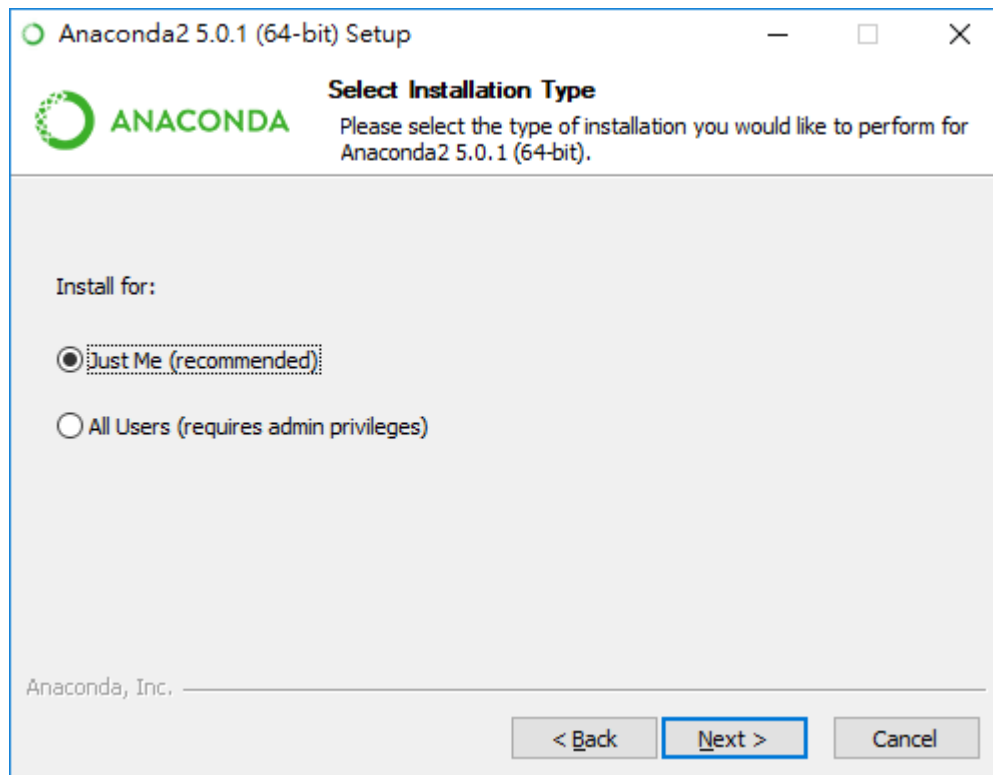 Anaconda2 5.0.1 (64-bit) Setup
ANACONDA
Select Installation Type
Please select the type of installation you would like to perform for
Anaconda2 5.0.1 (64-bit).
Install for:
Just Me (recommended)
All Users (requires admin privileges)
Anaconda, Inc.
< Back
Next >
Cancel